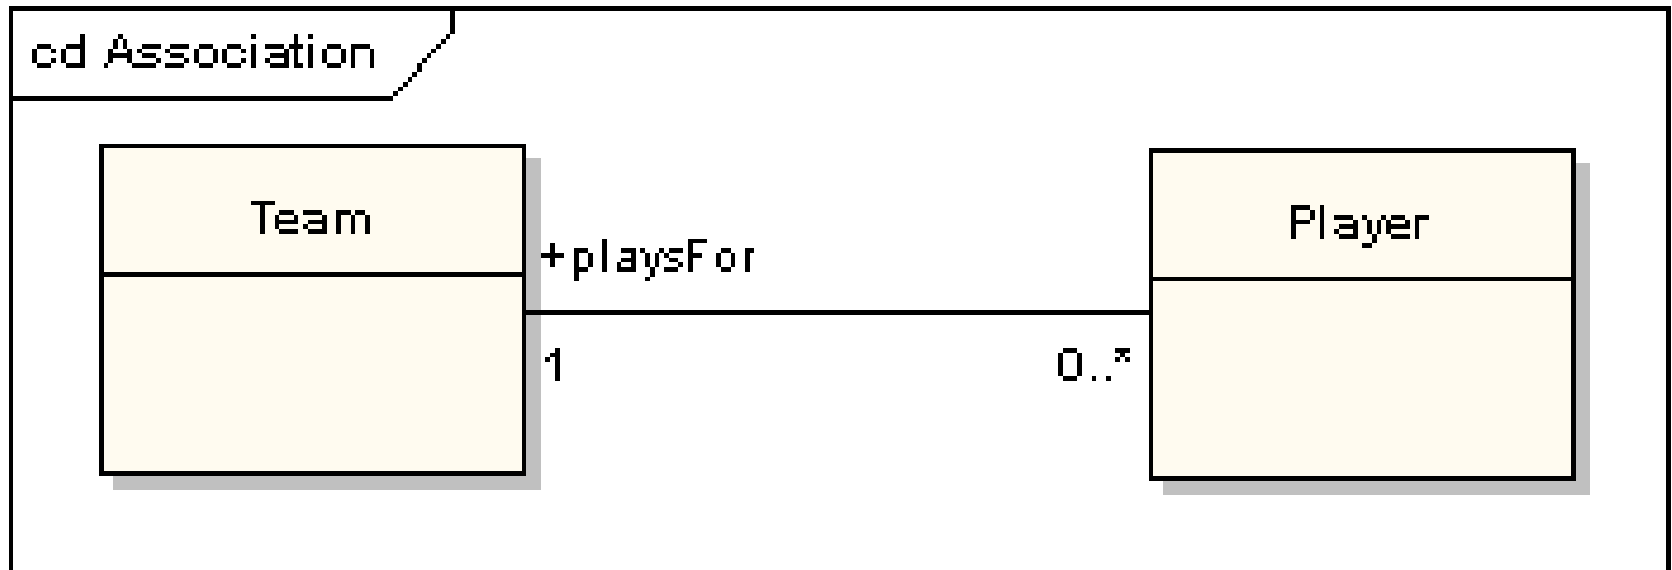 cd Association
Team
Player
+playsFor
1
0..*